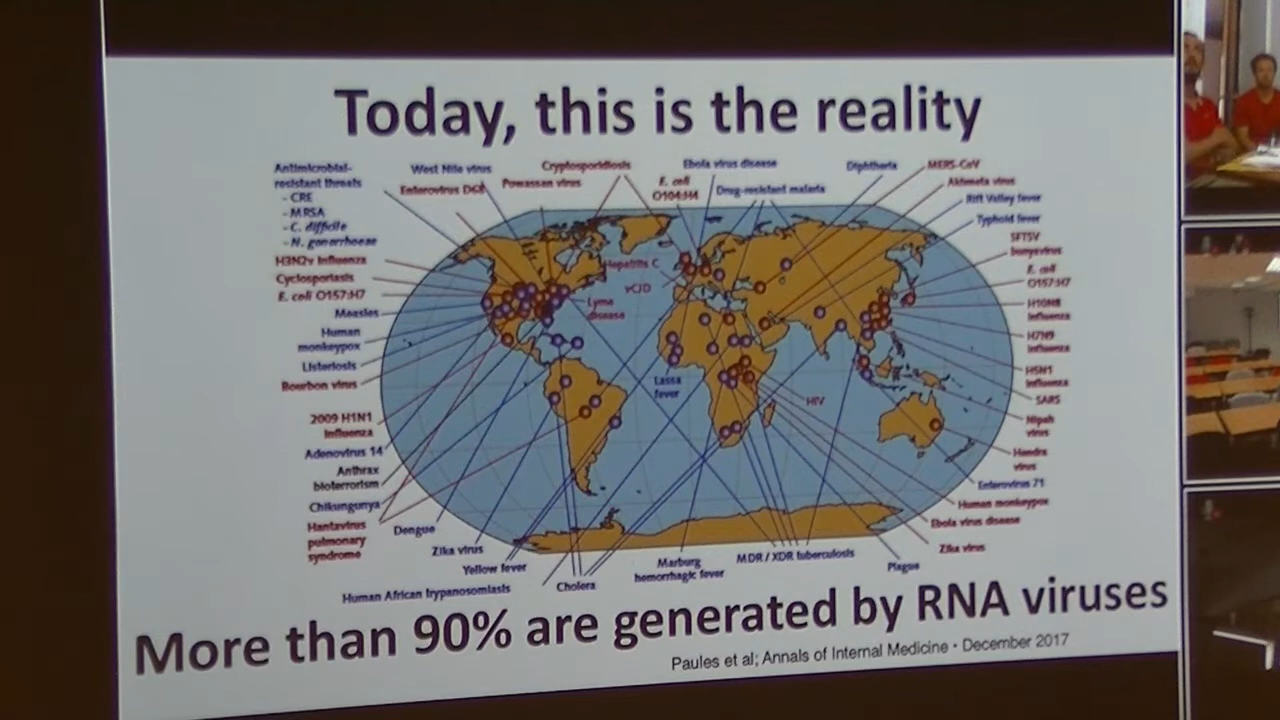 Today, this is the reality
Antimicrobial-
resistant threats
- CRE
- MRSA
- C. difficile
- N. gonorrhoeae
H3N2v Influenza
Cyclosporiasis
E. coli O157:H7
Measles
Human
monkeypox
Listeriosis
Bourbon virus
2009 H1N1
Influenza
Adenovirus 14
Anthrax
bioterrorism
Chikungunya
Hantavirus
pulmonary
syndrome
West Nile virus
Enterovirus D68
Powassan virus
Cryptosporidiosis
E. coli
O104:H4
Ebola virus disease
Drug-resistant malaria
Diphtheria
MERS-CoV
Akhmeta virus
Rift Valley fever
Typhoid fever
SFTSV
bunyavirus
E. coli
O157:H7
H10N8
Influenza
H7N9
Influenza
H5N1
Influenza
SARS
Nipah
virus
Hendra
virus
Enterovirus 71
Human monkeypox
Ebola virus disease
Zika virus
Hepatitis C
vCJD
Lyme
disease
Lassa
fever
HIV
Dengue
Zika virus
Yellow fever
Human African trypanosomiasis
Cholera
Marburg
hemorrhagic fever
MDR / XDR tuberculosis
Plague
More than 90% are generated by RNA viruses
Paules et al; Annals of Internal Medicine • December 2017